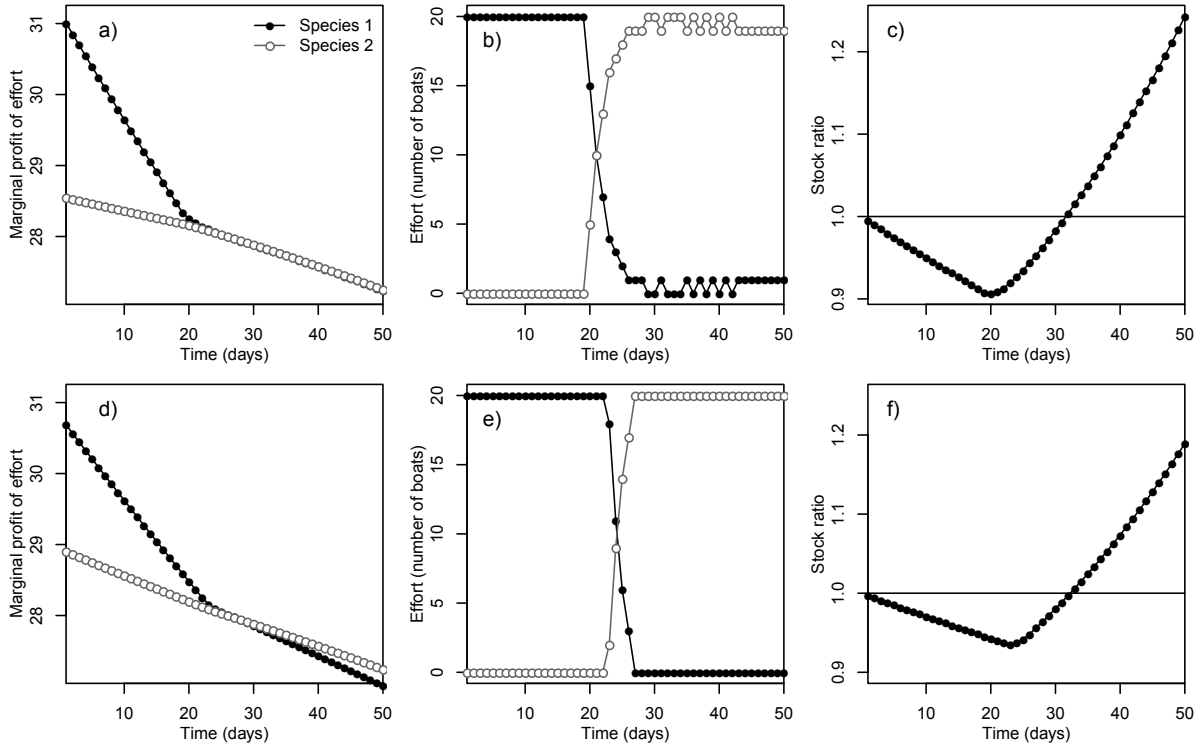 a)
Species 1
Species 2
Marginal profit of effort
31
30
29
28
10 20 30 40 50
Time (days)
b)
Effort (number of boats)
20
15
10
5
0
10 20 30 40 50
Time (days)
c)
Stock ratio
1.2
1.1
1.0
0.9
10 20 30 40 50
Time (days)
d)
Marginal profit of effort
31
30
29
28
10 20 30 40 50
Time (days)
e)
Effort (number of boats)
20
15
10
5
0
10 20 30 40 50
Time (days)
f)
Stock ratio
1.2
1.1
1.0
0.9
10 20 30 40 50
Time (days)